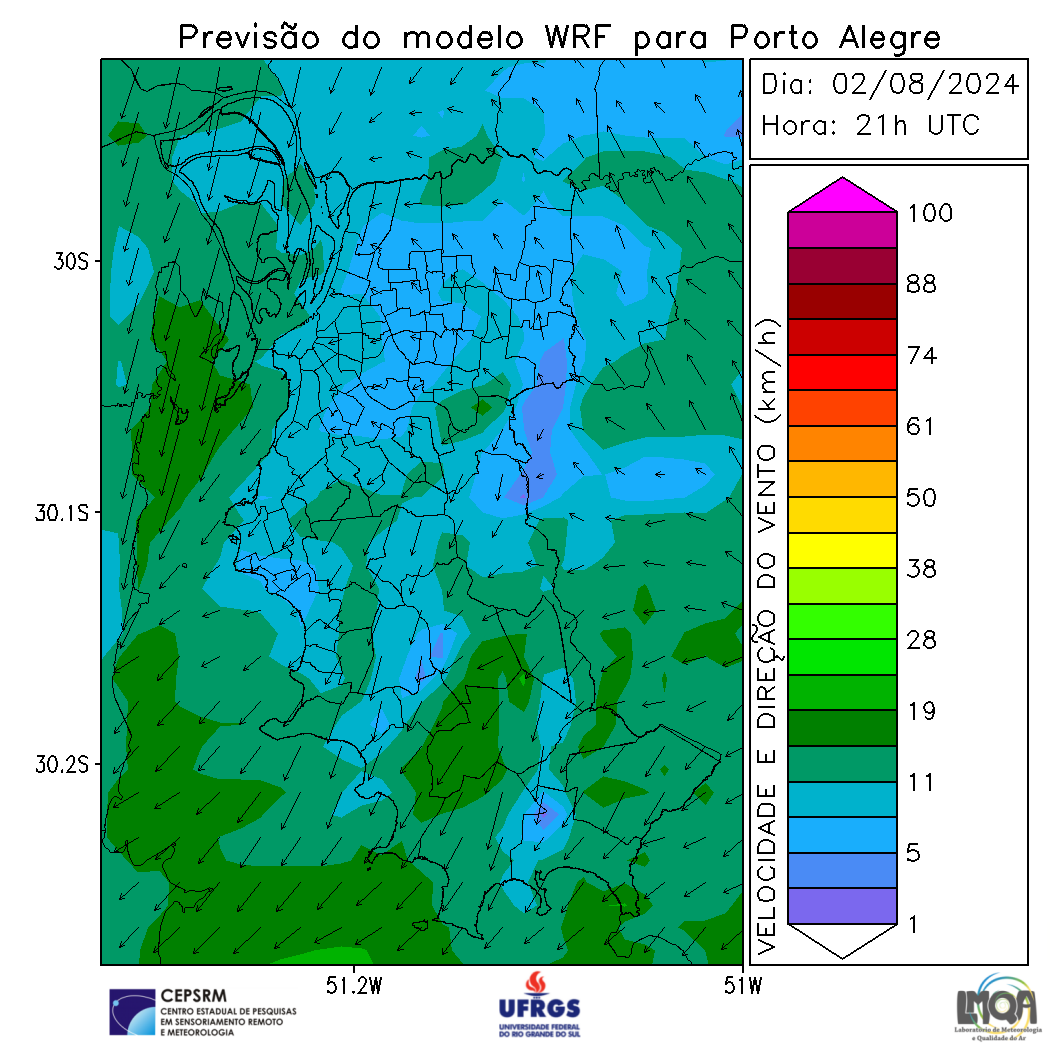 Previsão do modelo WRF para Porto Alegre
Dia: 02/08/2024
Hora: 21h UTC
30S
30.1S
30.2S
51.2W
51W
VELOCIDADE E DIREÇÃO DO VENTO (km/h)
100
88
74
61
50
38
28
19
11
5
1
CEPSRM
CENTRO ESTADUAL DE PESQUISAS
EM SENSORIAMENTO REMOTO
E METEOROLOGIA
UFRGS
UNIVERSIDADE FEDERAL
DO RIO GRANDE DO SUL
LMQA
Laboratório de Meteorologia
e Qualidade do Ar